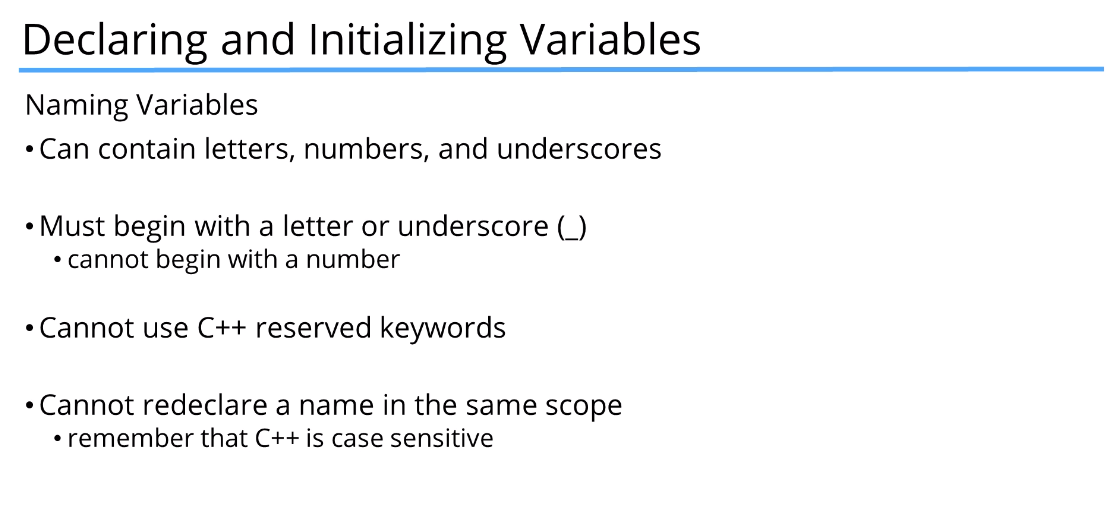 Declaring and Initializing Variables
Naming Variables
• Can contain letters, numbers, and underscores
• Must begin with a letter or underscore (_)
• cannot begin with a number
• Cannot use C++ reserved keywords
• Cannot redeclare a name in the same scope
• remember that C++ is case sensitive